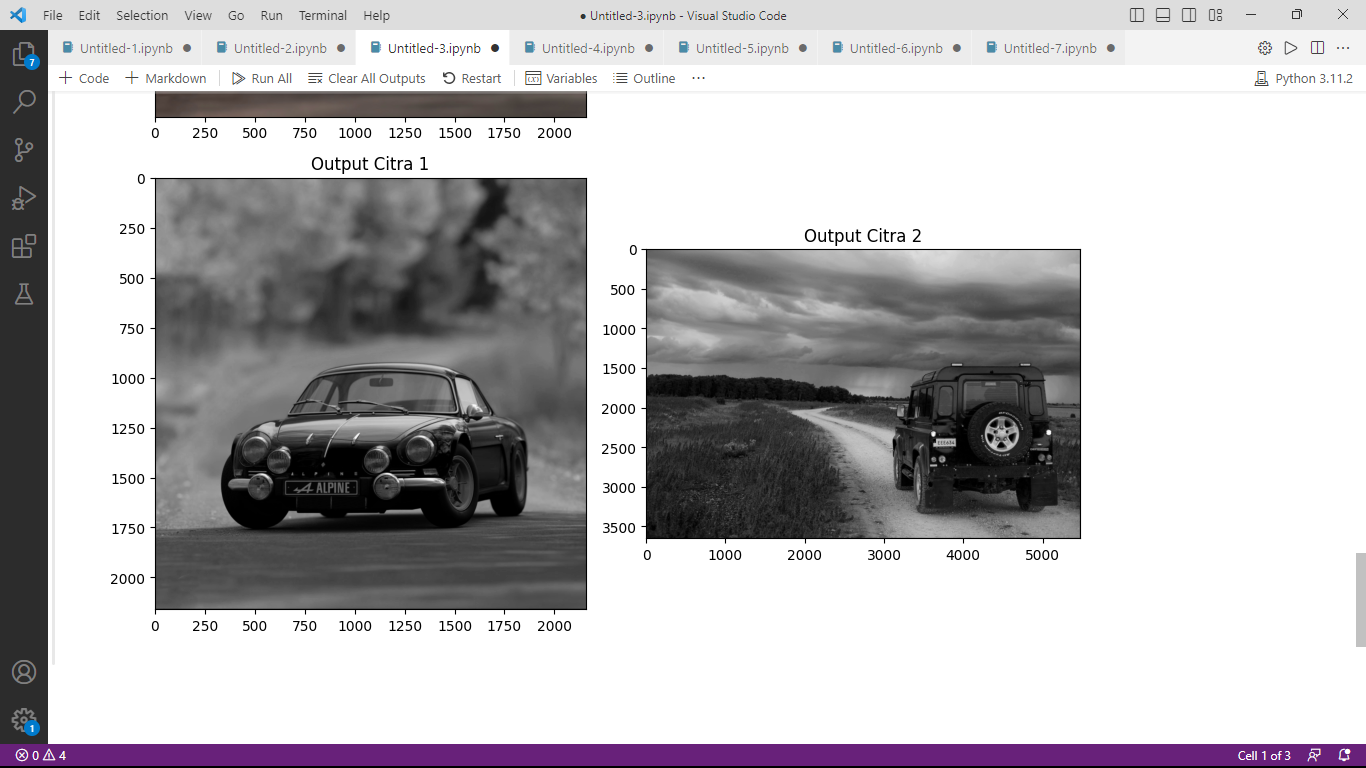 File Edit Selection View Go Run Terminal Help
● Untitled-3.ipynb - Visual Studio Code
7
Untitled-1.ipynb
Untitled-2.ipynb
Untitled-3.ipynb
Untitled-4.ipynb
Untitled-5.ipynb
Untitled-6.ipynb
Untitled-7.ipynb
+ Code + Markdown Run All Clear All Outputs Restart Variables Outline ... Python 3.11.2
0 250 500 750 1000 1250 1500 1750 2000
Output Citra 1
0
250
500
750
1000
1250
1500
1750
2000
ALPINE
ALPINE
0 250 500 750 1000 1250 1500 1750 2000
Output Citra 2
0
500
1000
1500
2000
2500
3000
3500
0 1000 2000 3000 4000 5000
1
0 4
Cell 1 of 3